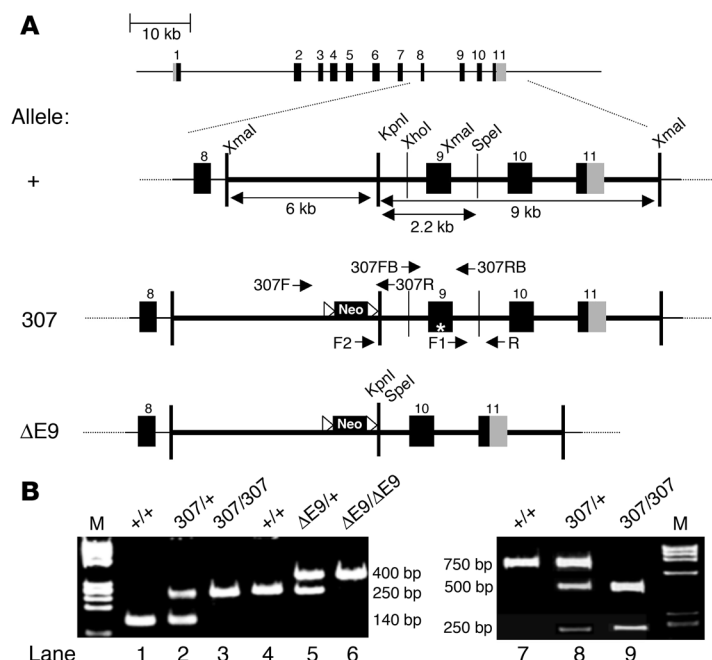 A
10 kb
1 2 3 4 5 6 7 8 9 10 11
Allele:
+
8 XmaI KpnI XhoI 9 XmaI SpeI 10 11 XmaI
6 kb 9 kb
2.2 kb
307
307FB 307RB
307F 307R
8 Neo 9 * 10 11
F2 F1 R
ΔE9
KpnI SpeI
8 Neo 10 11
B
M +/+ 307/+ 307/307 +/+ ΔE9/+ ΔE9/ΔE9
400 bp
250 bp
140 bp
+/+ 307/+ 307/307 M
750 bp
500 bp
250 bp
Lane 1 2 3 4 5 6 7 8 9